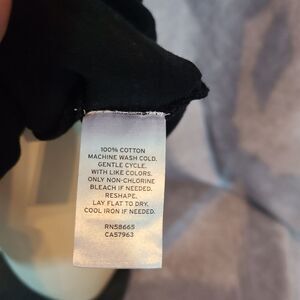 100% COTTON
MACHINE WASH COLD.
GENTLE CYCLE.
WITH LIKE COLORS.
ONLY NON-CHLORINE
BLEACH IF NEEDED.
RESHAPE.
LAY FLAT TO DRY.
COOL IRON IF NEEDED.
RN58665
CA57963